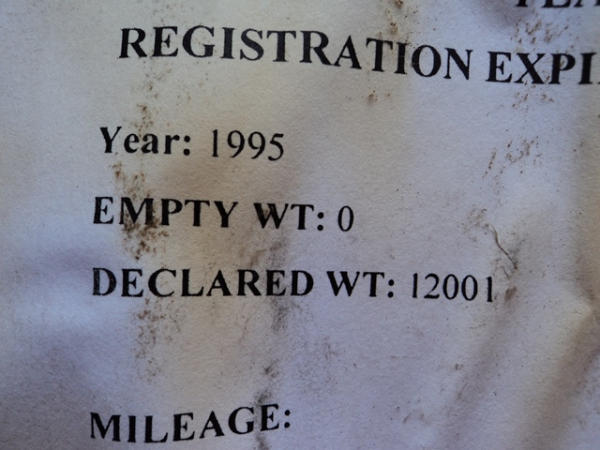 REGISTRATION
Year: 1995
EMPTY WT: 0
DECLARED WT: 12001
MILEAGE: